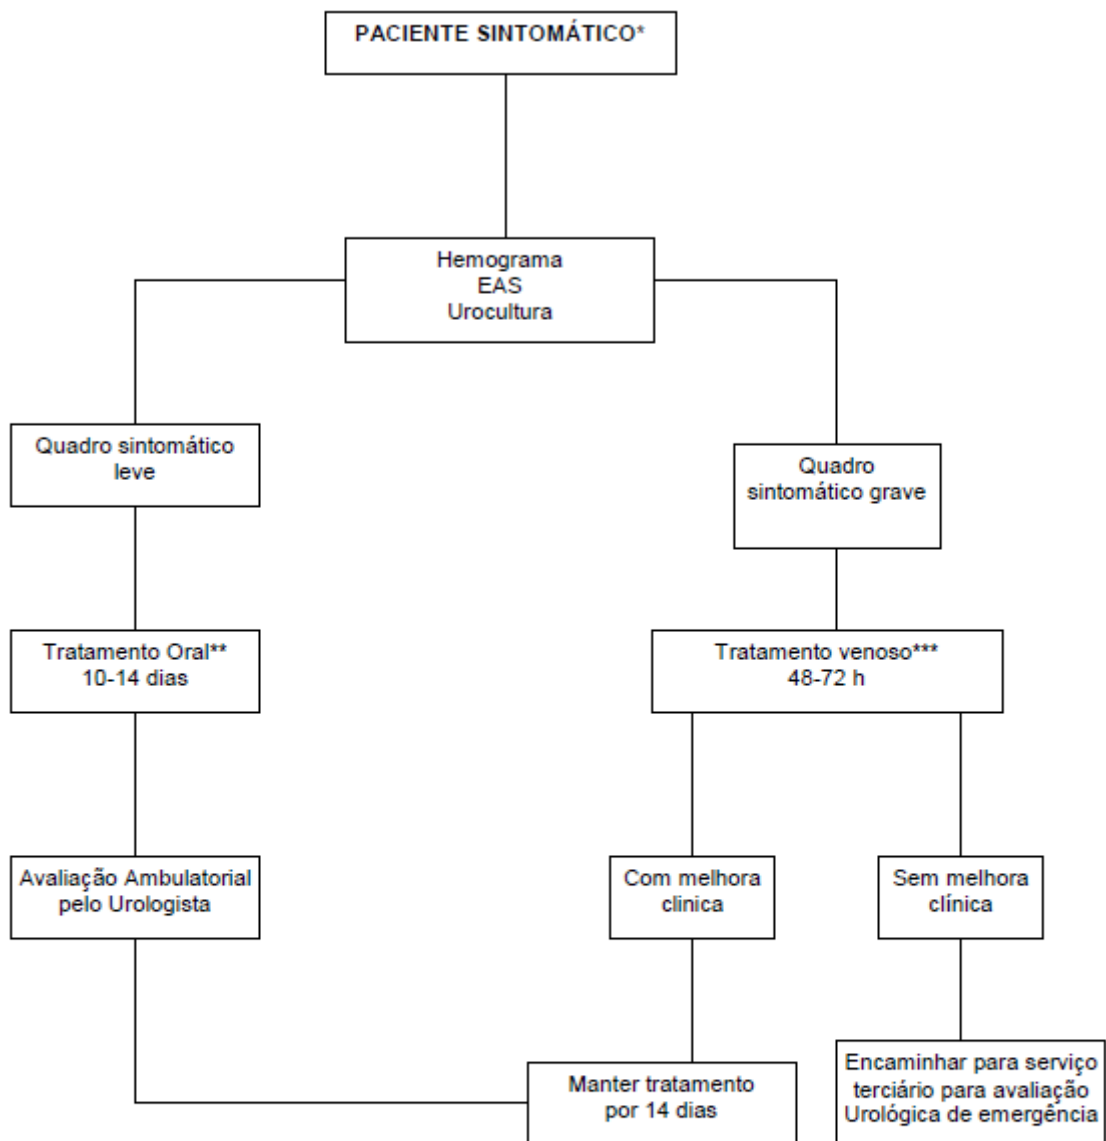 PACIENTE SINTOMÁTICO*
Hemograma
EAS
Urocultura
Quadro sintomático
leve
Quadro
sintomático grave
Tratamento Oral**
10-14 dias
Tratamento venoso***
48-72 h
Avaliação Ambulatorial
pelo Urologista
Com melhora
clinica
Sem melhora
clínica
Manter tratamento
por 14 dias
Encaminhar para serviço
terciário para avaliação
Urológica de emergência